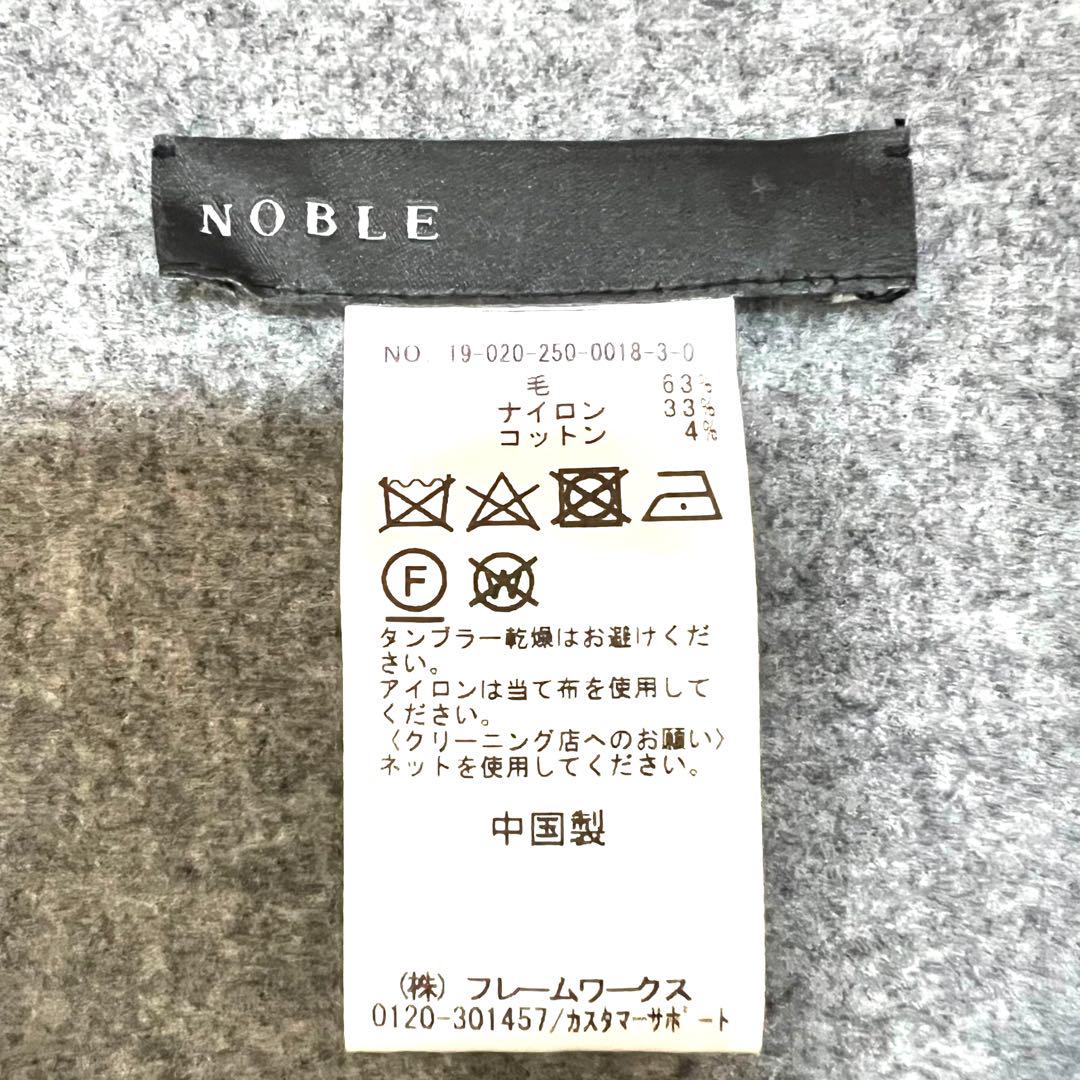 NOBLE
NO. 19-020-250-0018-3-0
毛 63%
ナイロン 33%
コットン 4%
F W
タンブラー乾燥はお避けくだ
さい。
アイロンは当て布を使用して
ください。
〈クリーニング店へのお願い〉
ネットを使用してください。
中国製
(株) フレームワークス
0120-301457/カスタマーサポート